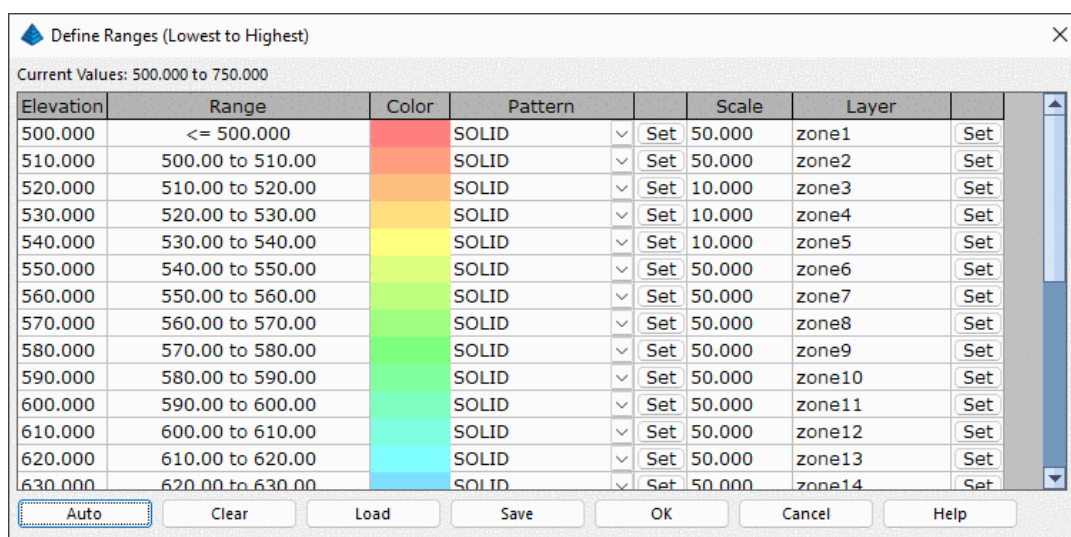 Define Ranges (Lowest to Highest)
Current Values: 500.000 to 750.000
Elevation Range Color Pattern Scale Layer
500.000 <= 500.000 SOLID Set 50.000 zone1 Set
510.000 500.00 to 510.00 SOLID Set 50.000 zone2 Set
520.000 510.00 to 520.00 SOLID Set 10.000 zone3 Set
530.000 520.00 to 530.00 SOLID Set 10.000 zone4 Set
540.000 530.00 to 540.00 SOLID Set 10.000 zone5 Set
550.000 540.00 to 550.00 SOLID Set 50.000 zone6 Set
560.000 550.00 to 560.00 SOLID Set 50.000 zone7 Set
570.000 560.00 to 570.00 SOLID Set 50.000 zone8 Set
580.000 570.00 to 580.00 SOLID Set 50.000 zone9 Set
590.000 580.00 to 590.00 SOLID Set 50.000 zone10 Set
600.000 590.00 to 600.00 SOLID Set 50.000 zone11 Set
610.000 600.00 to 610.00 SOLID Set 50.000 zone12 Set
620.000 610.00 to 620.00 SOLID Set 50.000 zone13 Set
630.000 620.00 to 630.00 SOLID Set 50.000 zone14 Set
Auto Clear Load Save OK Cancel Help